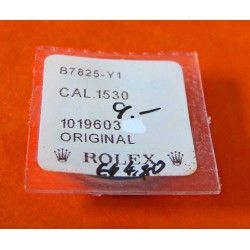 B7825-Y1
CAL.1530
9.-
1019603
ORIGINAL
ROLEX